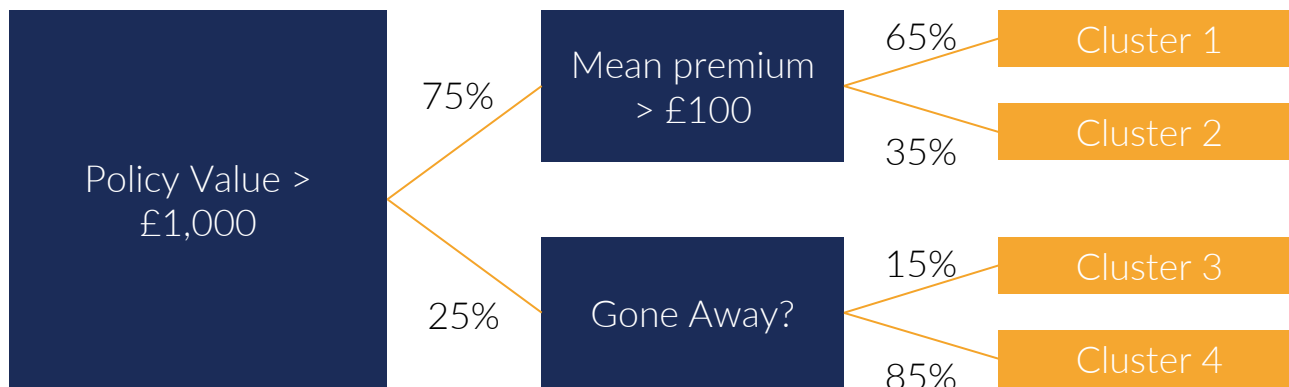 Policy Value >
£1,000
75%
25%
Mean premium
> £100
Gone Away?
65%
35%
15%
85%
Cluster 1
Cluster 2
Cluster 3
Cluster 4